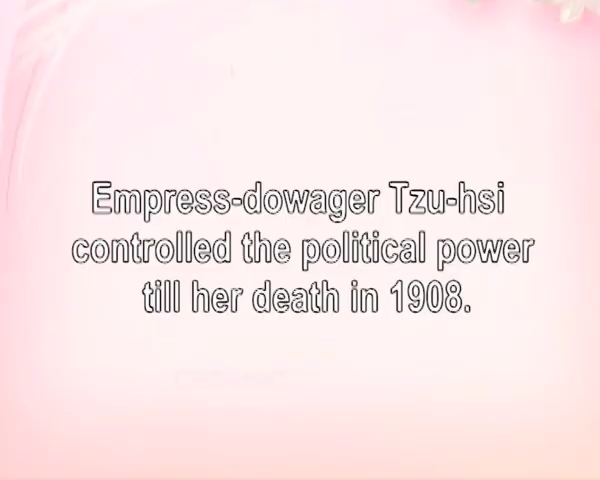 Empress-dowager Tzu-hsi
controlled the political power
till her death in 1908.